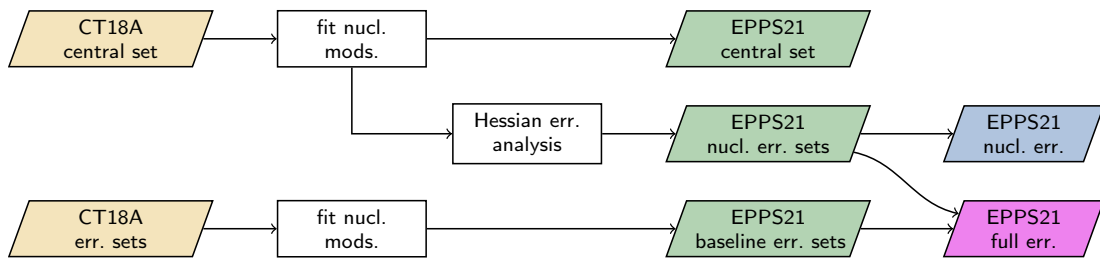 CT18A
central set
fit nucl.
mods.
EPPS21
central set
Hessian err.
analysis
EPPS21
nucl. err. sets
EPPS21
nucl. err.
CT18A
err. sets
fit nucl.
mods.
EPPS21
baseline err. sets
EPPS21
full err.